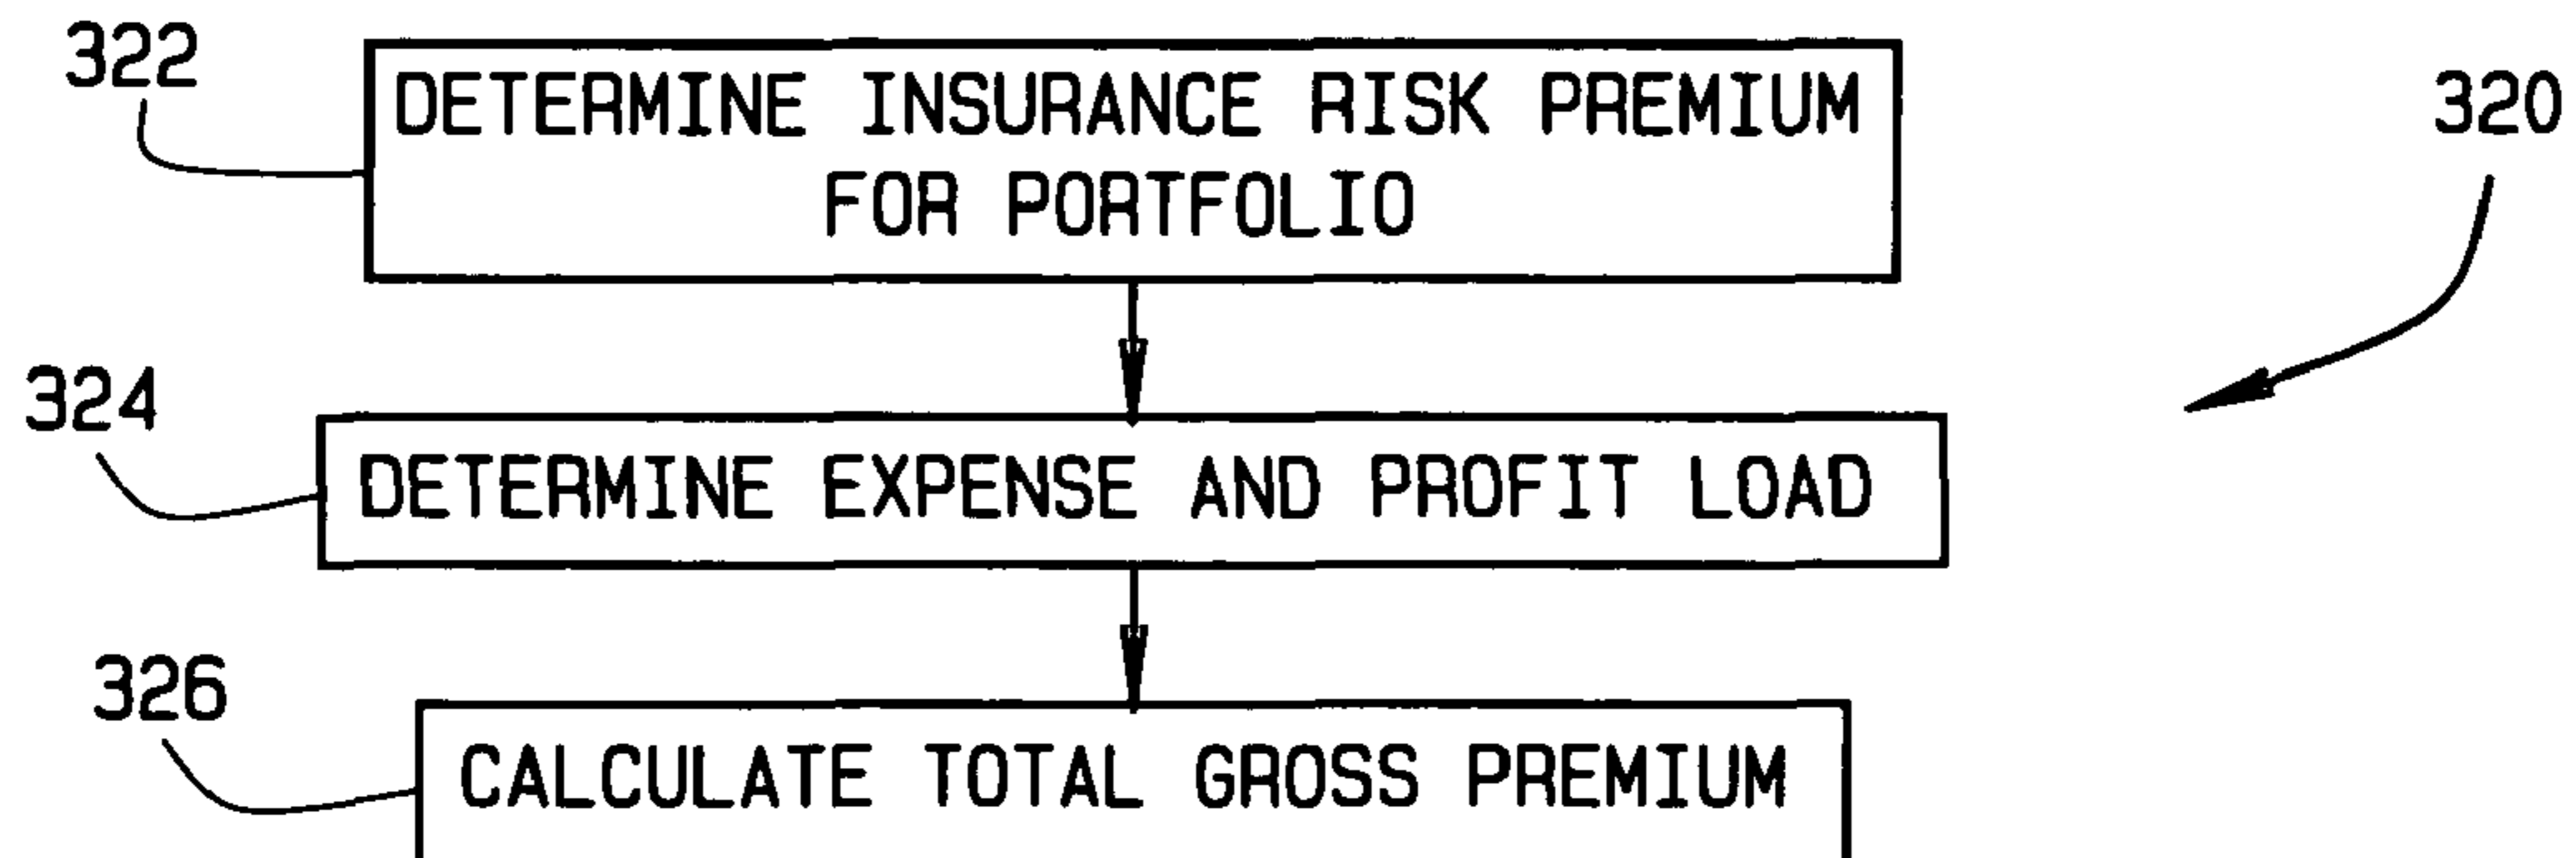 322
DETERMINE INSURANCE RISK PREMIUM
FOR PORTFOLIO
320
324
DETERMINE EXPENSE AND PROFIT LOAD
326
CALCULATE TOTAL GROSS PREMIUM